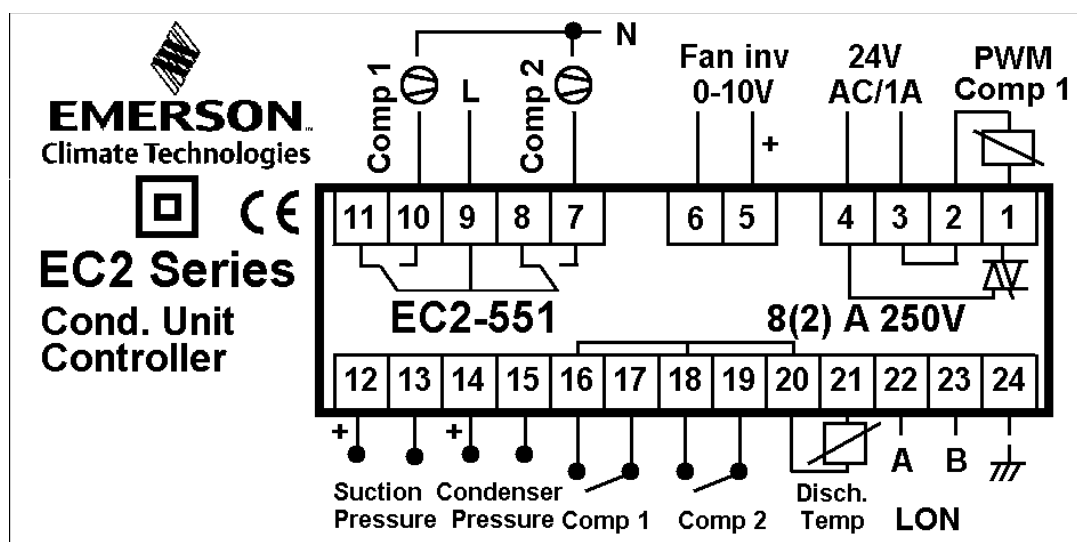 EMERSON™
Climate Technologies
CE
EC2 Series
Cond. Unit
Controller
Comp 1
L
Comp 2
N
Fan inv
0-10V
+
24V
AC/1A
PWM
Comp 1
11 10 9 8 7 6 5 4 3 2 1
EC2-551
8(2) A 250V
12 13 14 15 16 17 18 19 20 21 22 23 24
+ +
Suction
Pressure
Condenser
Pressure
Comp 1
Comp 2
Disch.
Temp
A B
LON